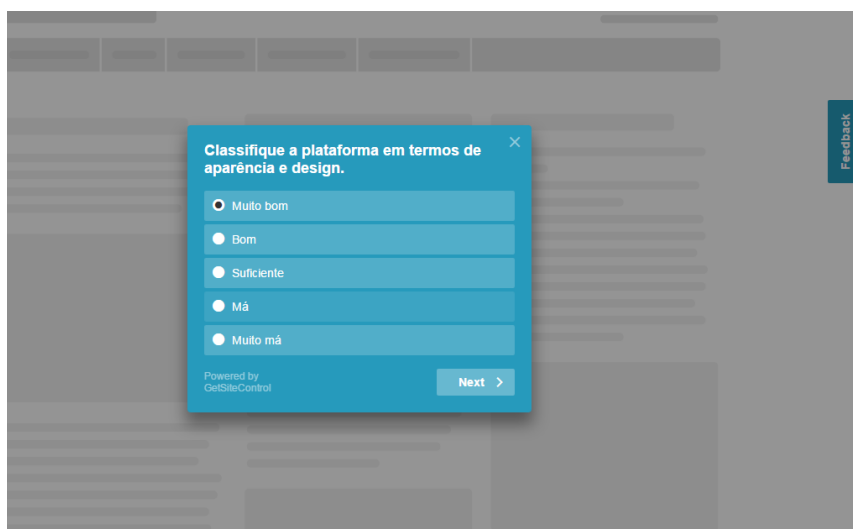 Classifique a plataforma em termos de
aparência e design.
Muito bom
Bom
Suficiente
Má
Muito má
Powered by
GetSiteControl
Next
Feedback